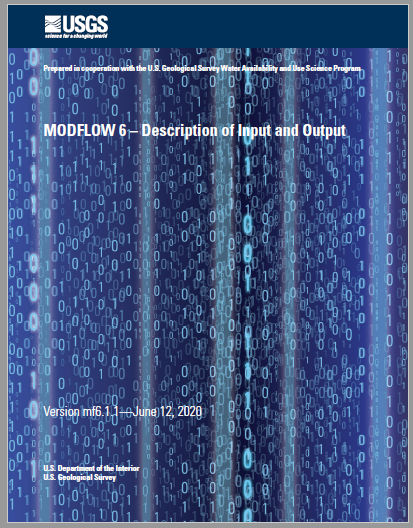 USGS
science for a changing world
Prepared in cooperation with the U.S. Geological Survey Water Availability and Use Science Program
MODFLOW 6 – Description of Input and Output
Version mf6.1.1—June 12, 2020
U.S. Department of the Interior
U.S. Geological Survey